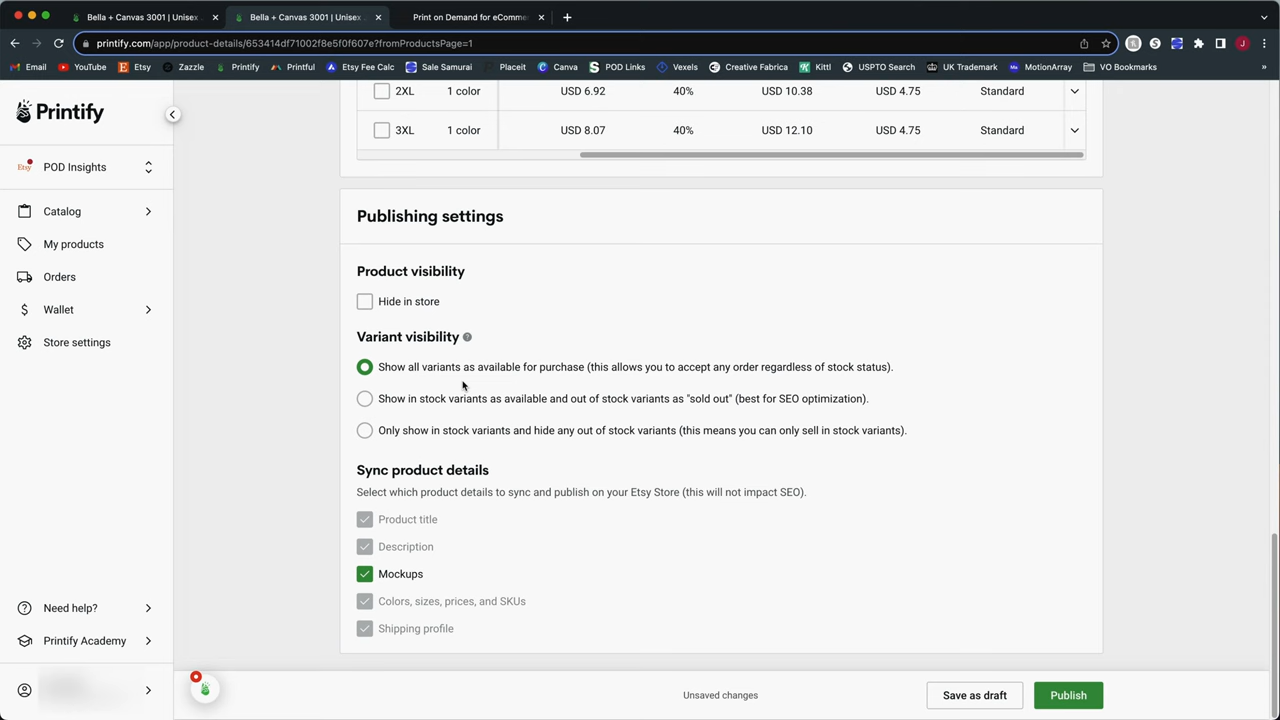 Bella + Canvas 3001 | Unisex
Bella + Canvas 3001 | Unisex
Print on Demand for eComme
printify.com/app/product-details/653414df71002f8e5f0f607e?fromProductsPage=1
Email YouTube Etsy Zazzle Printify Printful Etsy Fee Calc Sale Samurai Placeit Canva POD Links Vexels Creative Fabrica Kittl USPTO Search UK Trademark MotionArray VO Bookmarks
Printify
Etsy POD Insights
Catalog
My products
Orders
Wallet
Store settings
Need help?
Printify Academy
2XL 1 color USD 6.92 40% USD 10.38 USD 4.75 Standard
3XL 1 color USD 8.07 40% USD 12.10 USD 4.75 Standard
Publishing settings
Product visibility
Hide in store
Variant visibility
Show all variants as available for purchase (this allows you to accept any order regardless of stock status).
Show in stock variants as available and out of stock variants as "sold out" (best for SEO optimization).
Only show in stock variants and hide any out of stock variants (this means you can only sell in stock variants).
Sync product details
Select which product details to sync and publish on your Etsy Store (this will not impact SEO).
Product title
Description
Mockups
Colors, sizes, prices, and SKUs
Shipping profile
Unsaved changes
Save as draft
Publish